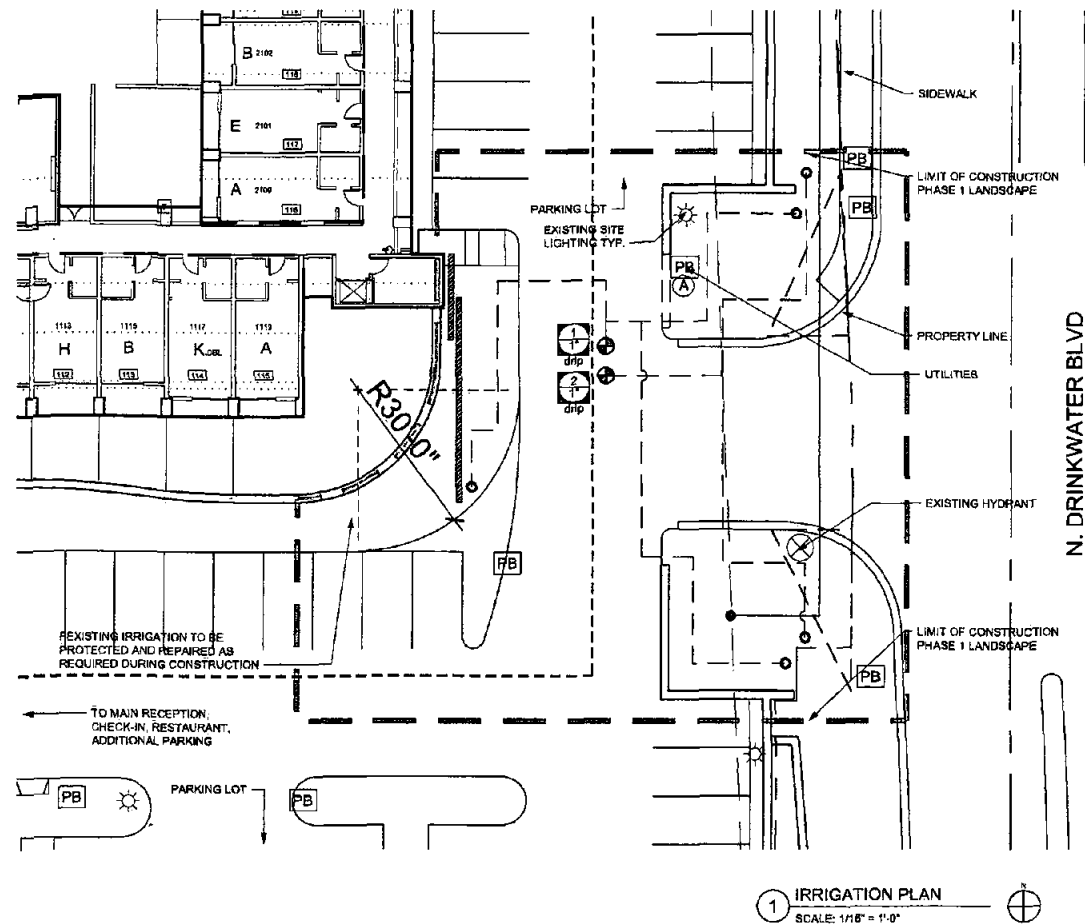 B 2102
118
E 2101
117
A 2100
116
SIDEWALK
PB
LIMIT OF CONSTRUCTION
PHASE 1 LANDSCAPE
PARKING LOT
EXISTING SITE
LIGHTING TYP.
PB
PB
A
PROPERTY LINE
UTILITIES
1113
1115
1117
1119
H
B
K.DBL
A
112
113
114
115
1
1"
drip
2
1"
drip
R30'0"
N. DRINKWATER BLVD
EXISTING HYDRANT
PB
EXISTING IRRIGATION TO BE
PROTECTED AND REPAIRED AS
REQUIRED DURING CONSTRUCTION
LIMIT OF CONSTRUCTION
PHASE 1 LANDSCAPE
PB
TO MAIN RECEPTION,
CHECK-IN, RESTAURANT,
ADDITIONAL PARKING
PARKING LOT
PB
PB
1
IRRIGATION PLAN
SCALE: 1/16" = 1'-0"
N